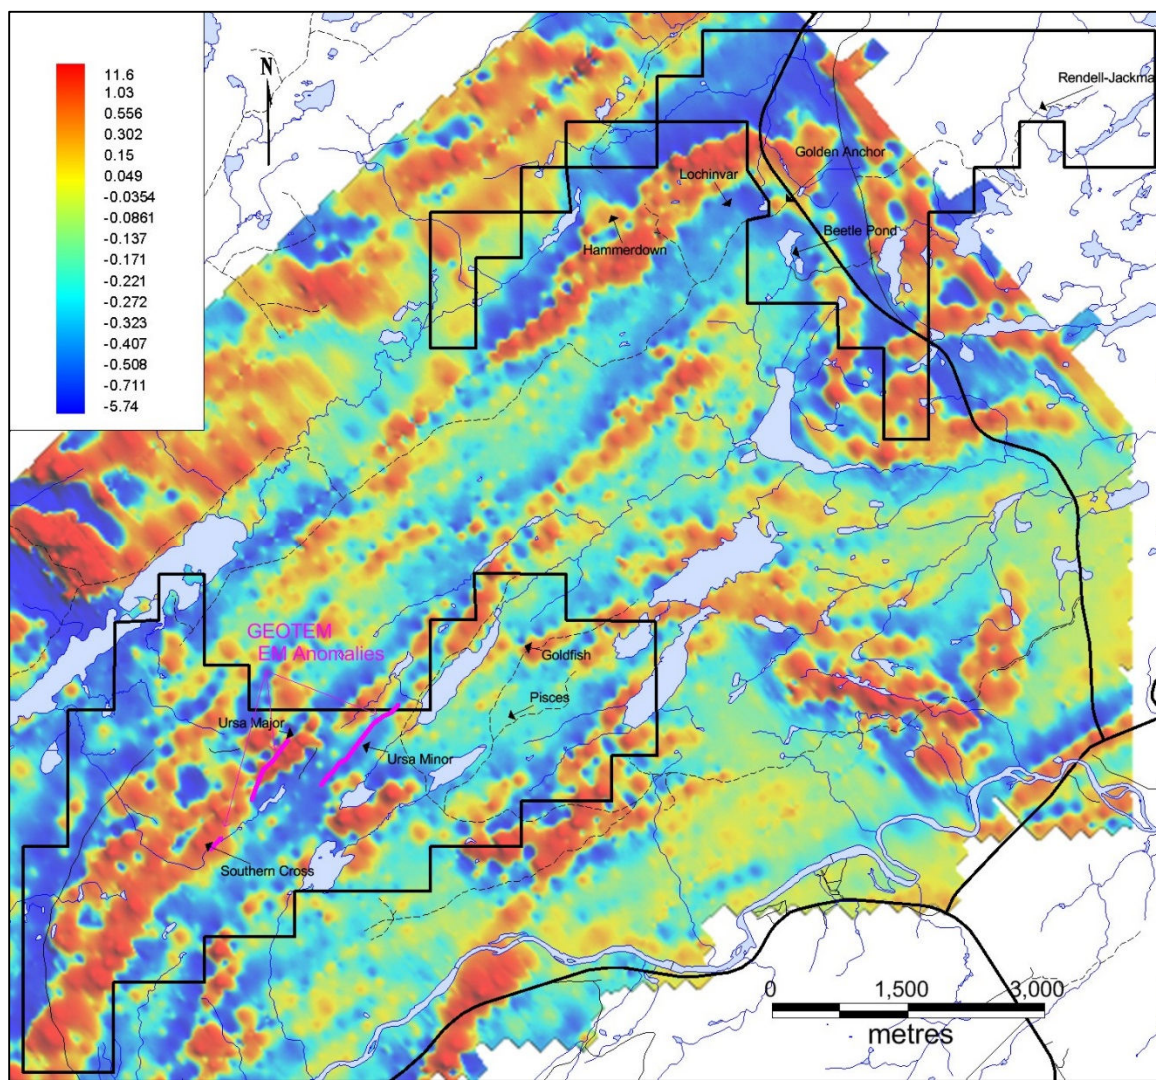 11.6
1.03
0.556
0.302
0.15
0.049
-0.0354
-0.0861
-0.137
-0.171
-0.221
-0.272
-0.323
-0.407
-0.508
-0.711
-5.74
N
Rendell-Jackma
Golden Anchor
Lochinvar
Beetle Pond
Hammerdown
GEOTEM
EM Anomalies
Goldfish
Pisces
Ursa Major
Ursa Minor
Southern Cross
0 1,500 3,000
metres